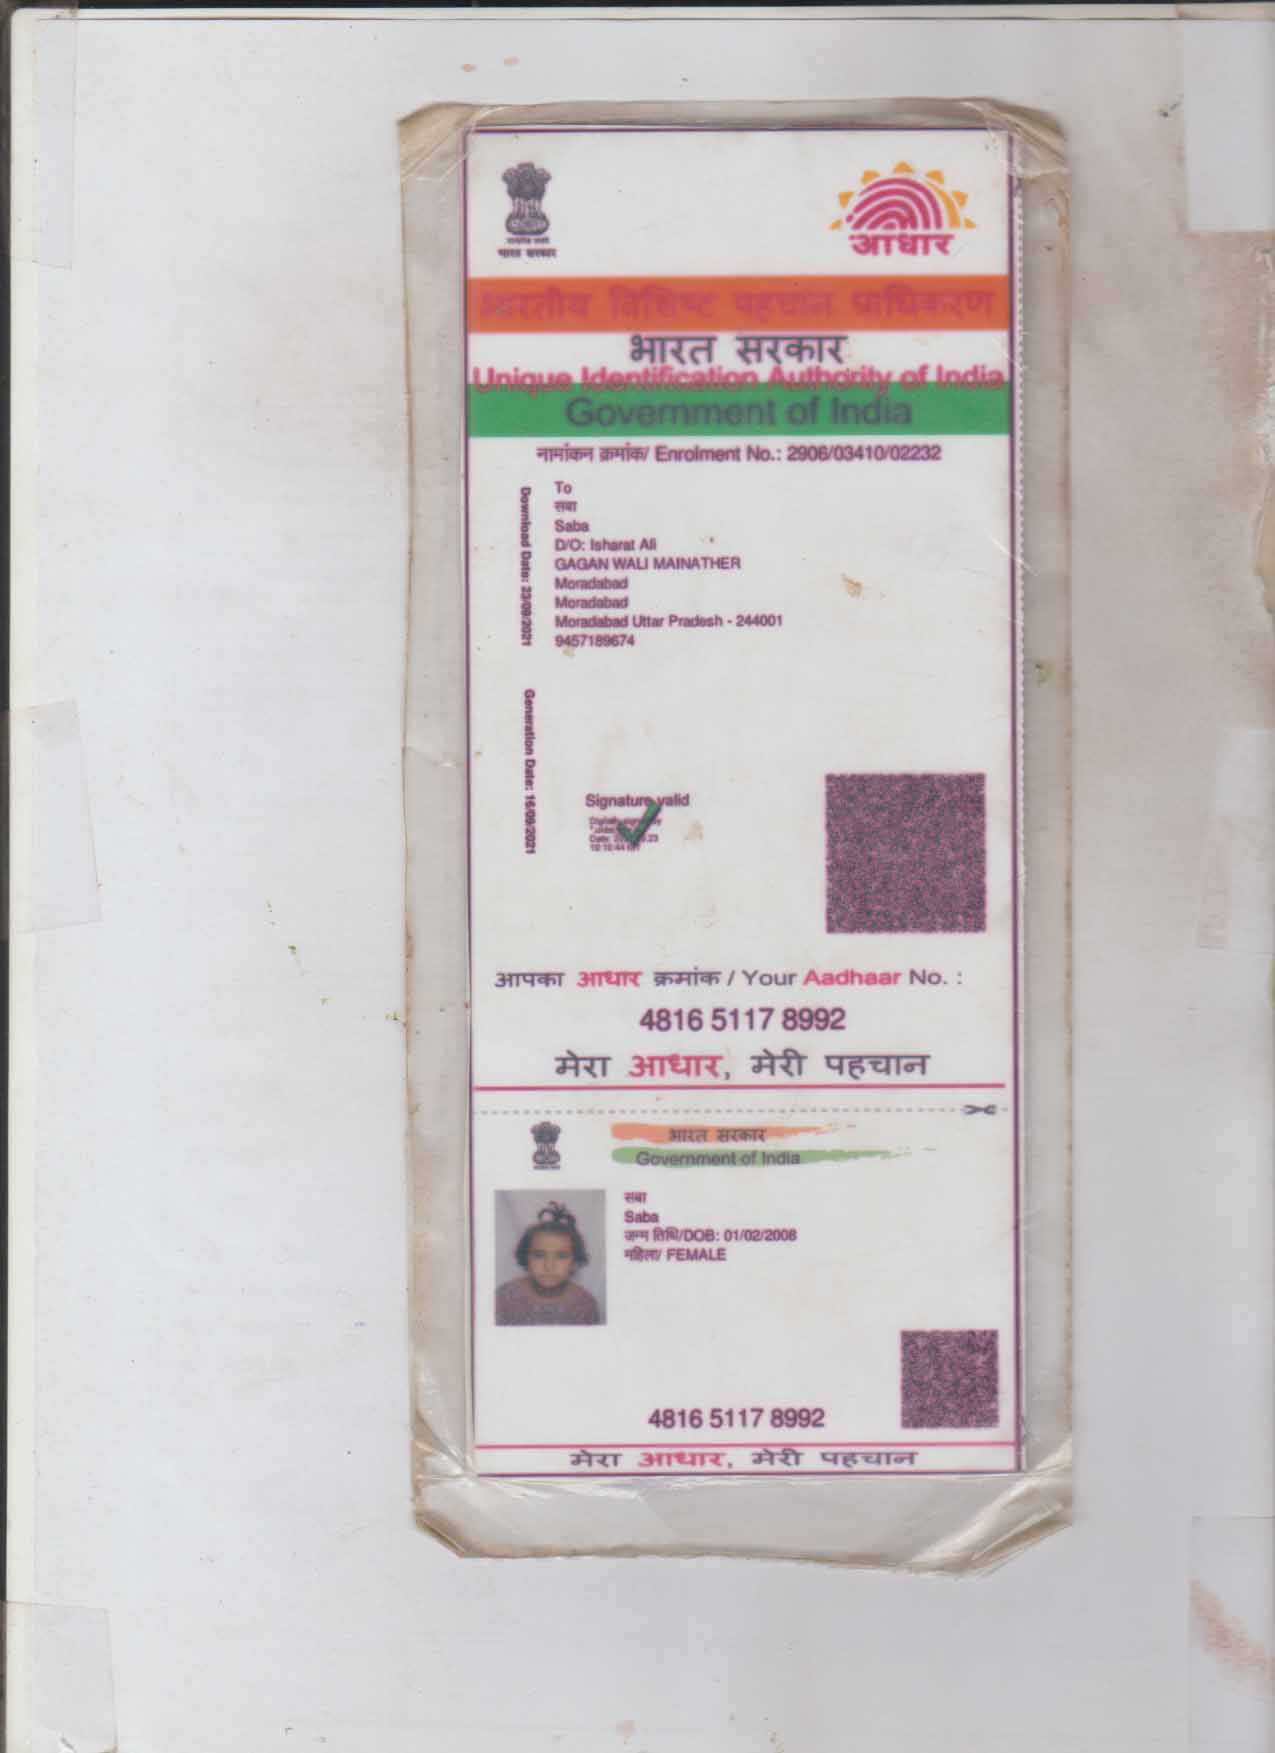 भारत सरकार
आधार
भारतीय विशिष्ट पहचान प्राधिकरण
भारत सरकार
Unique Identification Authority of India
Government of India
नामांकन क्रमांक/ Enrolment No.: 2906/03410/02232
To
सबा
Saba
D/O: Isharat Ali
GAGAN WALI MAINATHER
Moradabad
Moradabad
Moradabad Uttar Pradesh - 244001
9457189674
Download Date: 23/09/2021
Generation Date: 16/09/2021
Signature valid
आपका आधार क्रमांक / Your Aadhaar No. :
4816 5117 8992
मेरा आधार, मेरी पहचान
भारत सरकार
Government of India
सबा
Saba
जन्म तिथि/DOB: 01/02/2008
महिला/ FEMALE
4816 5117 8992
मेरा आधार, मेरी पहचान